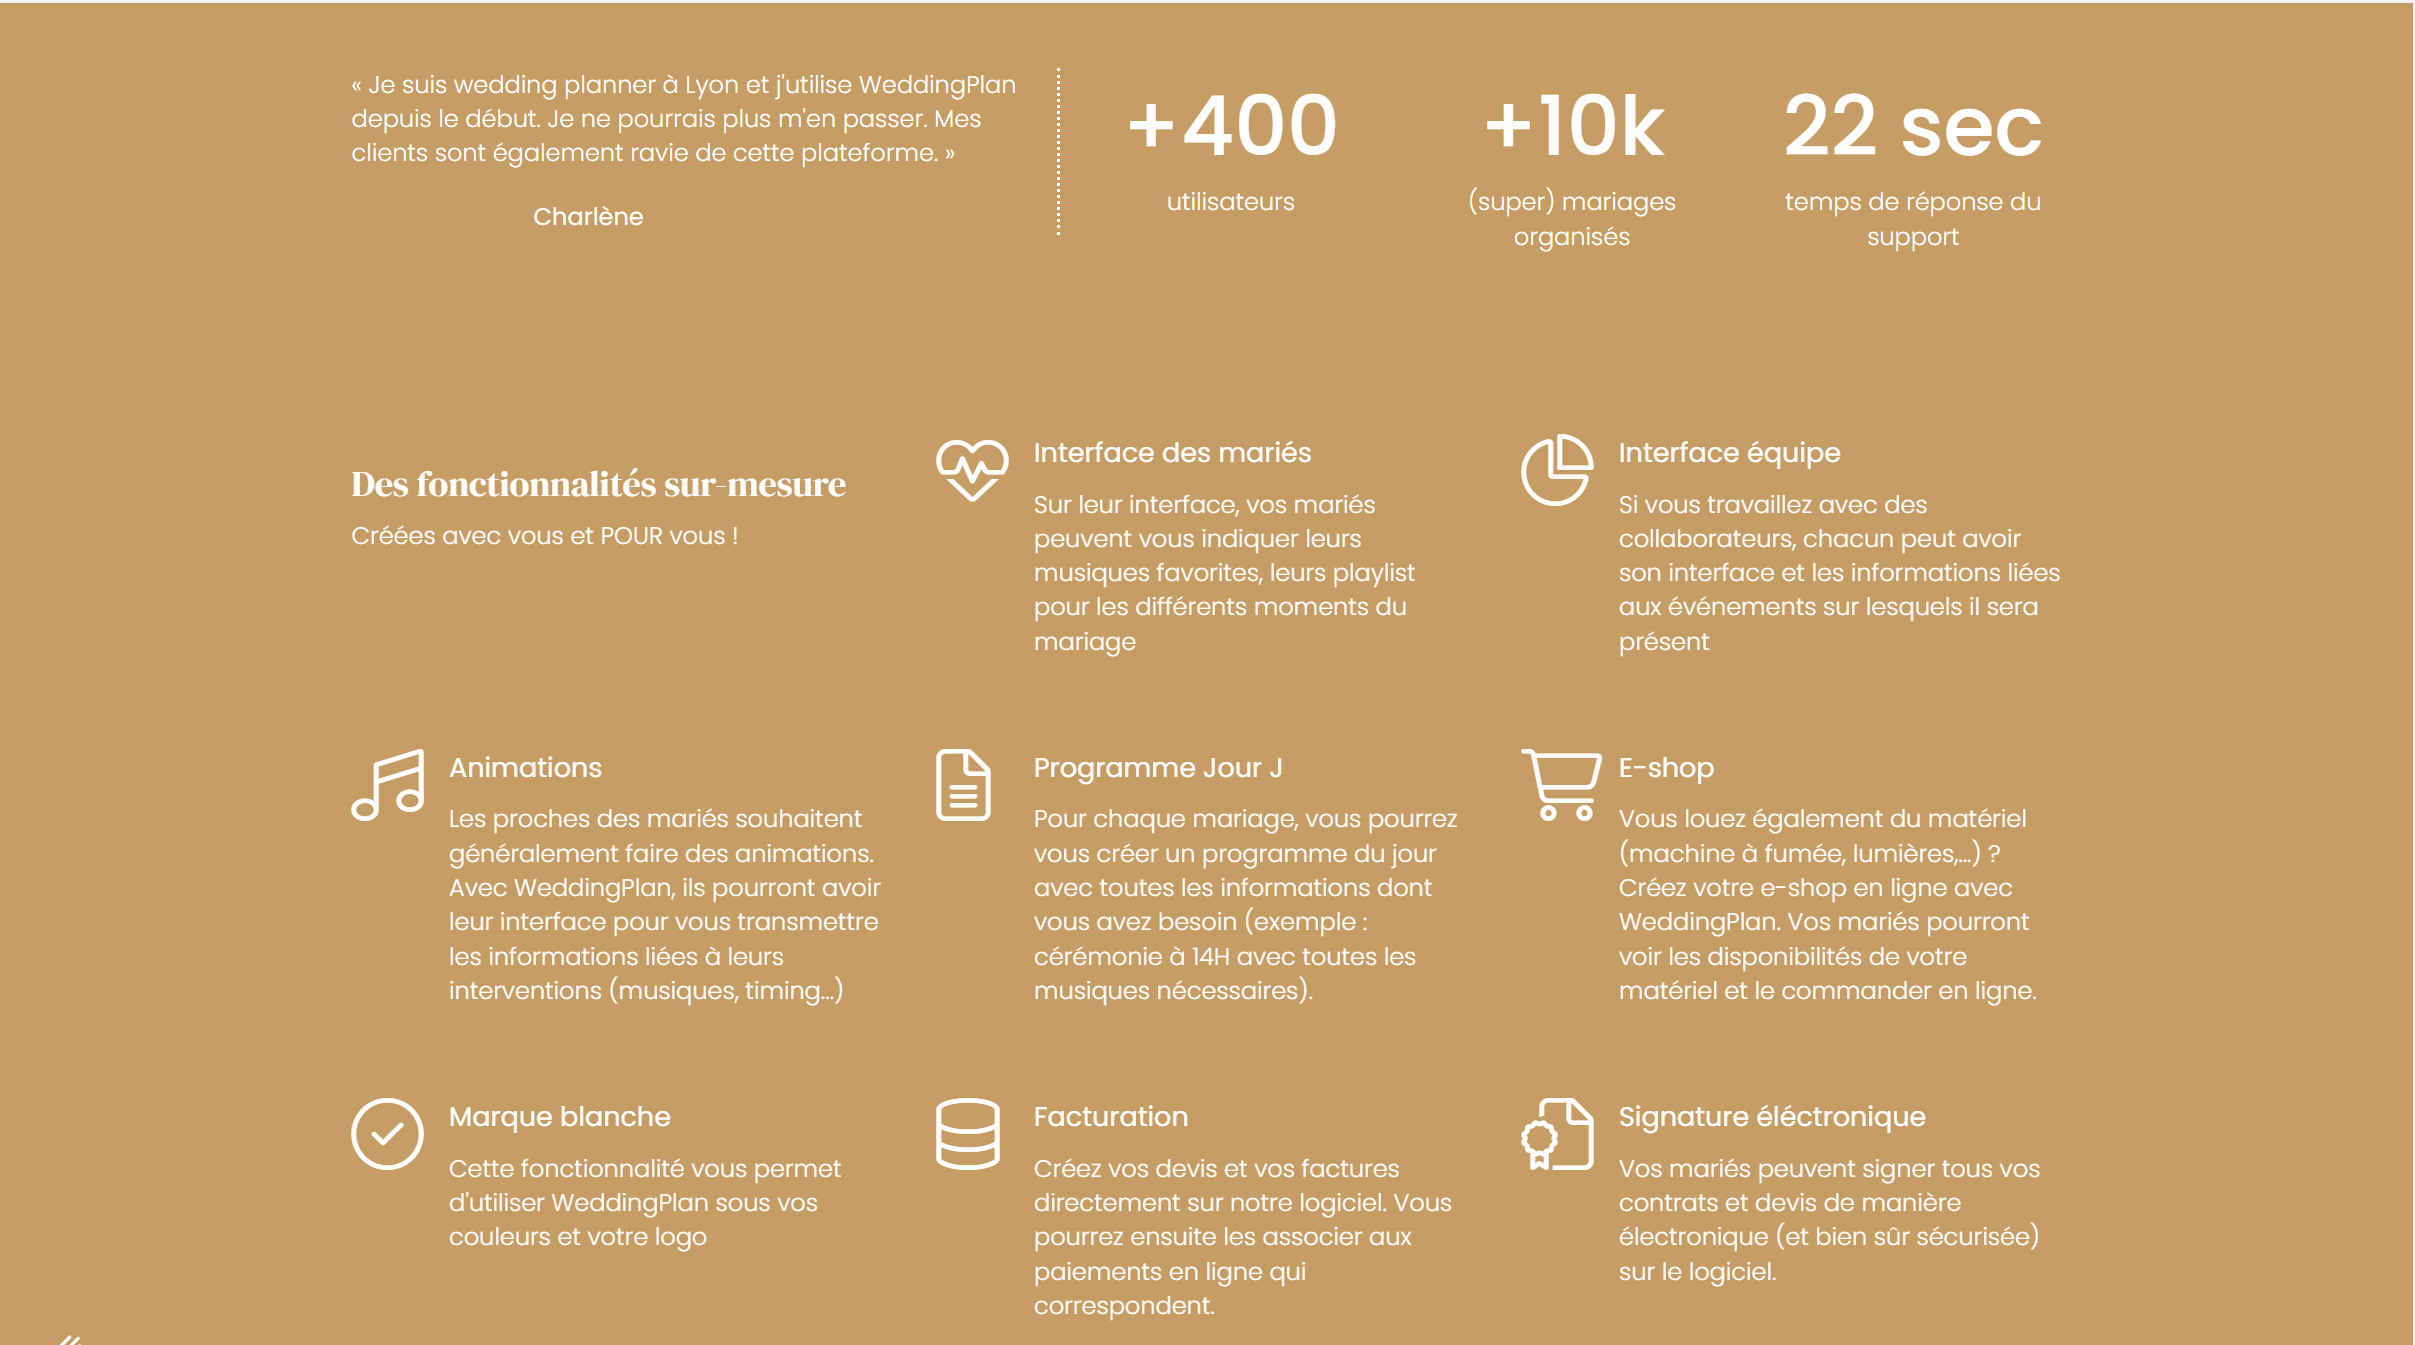 « Je suis wedding planner à Lyon et j'utilise WeddingPlan
depuis le début. Je ne pourrais plus m'en passer. Mes
clients sont également ravie de cette plateforme. »
Charlène
+400
utilisateurs
+10k
(super) mariages
organisés
22 sec
temps de réponse du
support
Des fonctionnalités sur-mesure
Créées avec vous et POUR vous !
Interface des mariés
Sur leur interface, vos mariés
peuvent vous indiquer leurs
musiques favorites, leurs playlist
pour les différents moments du
mariage
Interface équipe
Si vous travaillez avec des
collaborateurs, chacun peut avoir
son interface et les informations liées
aux événements sur lesquels il sera
présent
Animations
Les proches des mariés souhaitent
généralement faire des animations.
Avec WeddingPlan, ils pourront avoir
leur interface pour vous transmettre
les informations liées à leurs
interventions (musiques, timing...)
Programme Jour J
Pour chaque mariage, vous pourrez
vous créer un programme du jour
avec toutes les informations dont
vous avez besoin (exemple :
cérémonie à 14H avec toutes les
musiques nécessaires).
E-shop
Vous louez également du matériel
(machine à fumée, lumières,...) ?
Créez votre e-shop en ligne avec
WeddingPlan. Vos mariés pourront
voir les disponibilités de votre
matériel et le commander en ligne.
Marque blanche
Cette fonctionnalité vous permet
d'utiliser WeddingPlan sous vos
couleurs et votre logo
Facturation
Créez vos devis et vos factures
directement sur notre logiciel. Vous
pourrez ensuite les associer aux
paiements en ligne qui
correspondent.
Signature éléctronique
Vos mariés peuvent signer tous vos
contrats et devis de manière
électronique (et bien sûr sécurisée)
sur le logiciel.